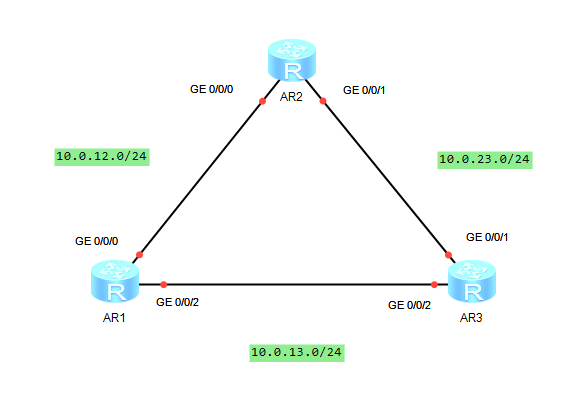 R
GE 0/0/0
GE 0/0/1
AR2
10.0.12.0/24
10.0.23.0/24
GE 0/0/0
GE 0/0/1
R
R
GE 0/0/2
GE 0/0/2
AR1
AR3
10.0.13.0/24